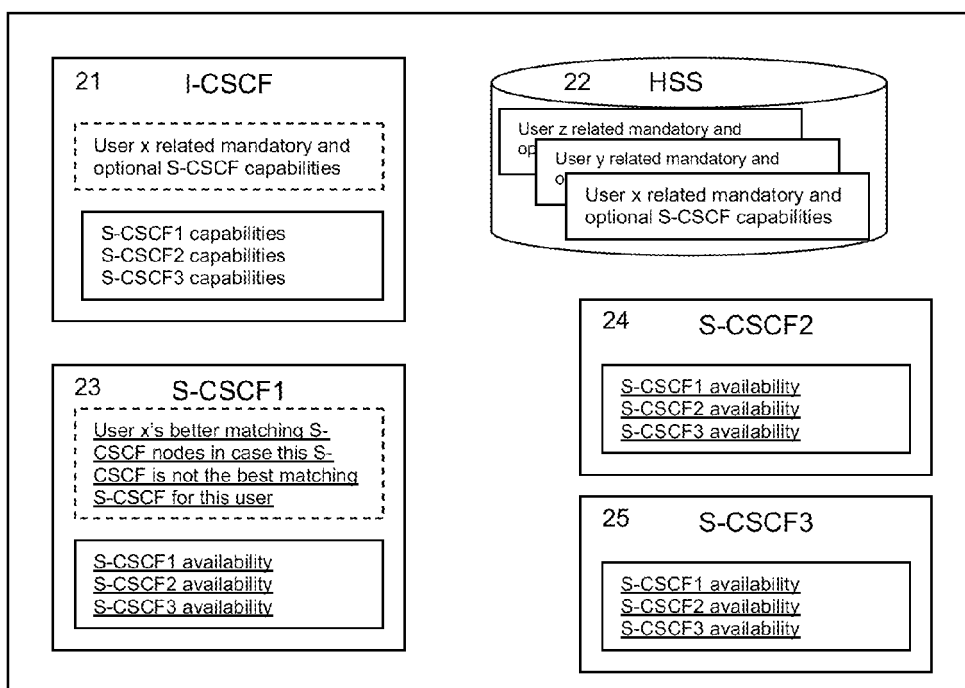 21 I-CSCF
User x related mandatory and
optional S-CSCF capabilities
S-CSCF1 capabilities
S-CSCF2 capabilities
S-CSCF3 capabilities
22 HSS
User z related mandatory and
op
User y related mandatory and
o
User x related mandatory and
optional S-CSCF capabilities
23 S-CSCF1
User x's better matching S-
CSCF nodes in case this S-
CSCF is not the best matching
S-CSCF for this user
S-CSCF1 availability
S-CSCF2 availability
S-CSCF3 availability
24 S-CSCF2
S-CSCF1 availability
S-CSCF2 availability
S-CSCF3 availability
25 S-CSCF3
S-CSCF1 availability
S-CSCF2 availability
S-CSCF3 availability